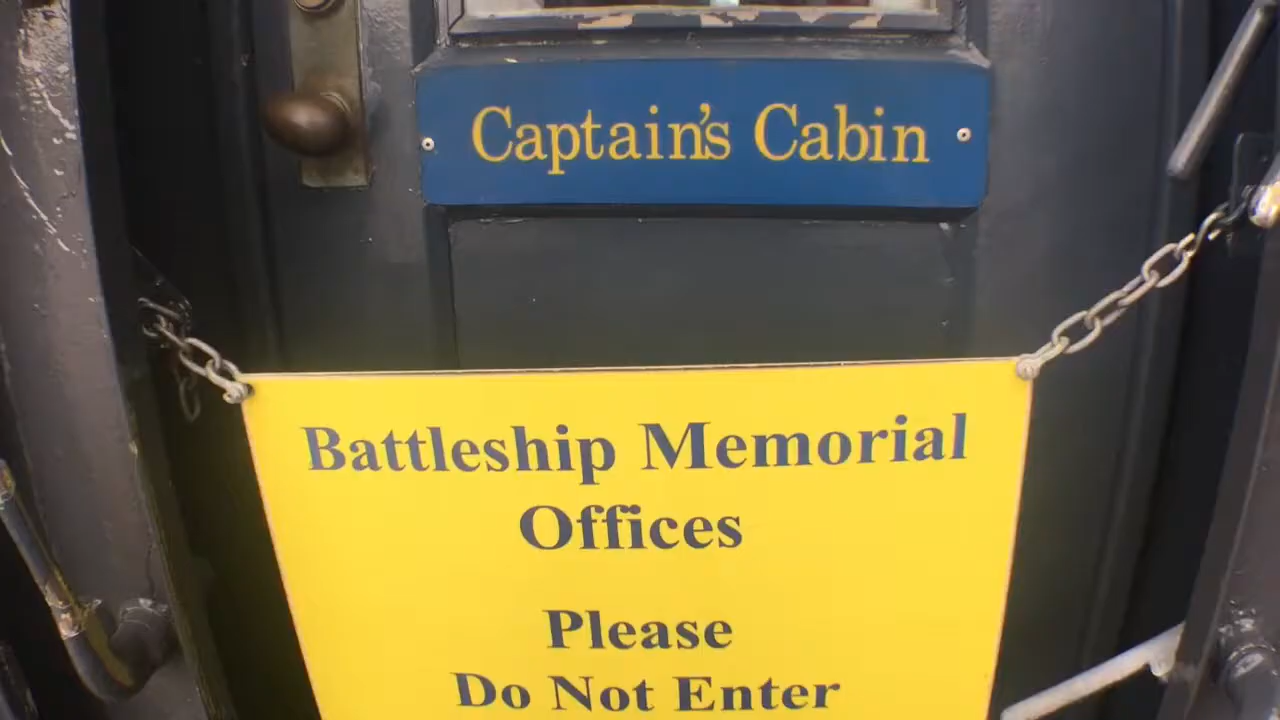 Captain's Cabin
Battleship Memorial
Offices
Please
Do Not Enter